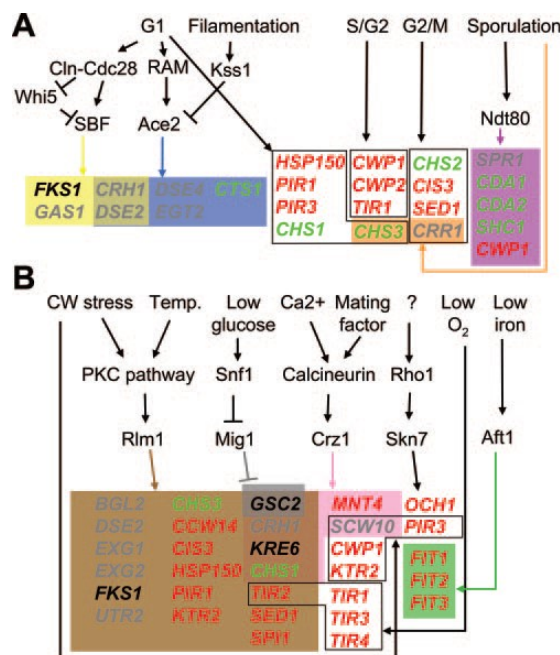 A
G1 Filamentation S/G2 G2/M Sporulation
Cln-Cdc28 RAM Kss1
Whi5
SBF Ace2 Ndt80
FKS1 CRH1 DSE4 CTS1
GAS1 DSE2 EGT2
HSP150 CWP1 CHS2 SPR1
PIR1 CWP2 CIS3 CDA1
PIR3 TIR1 SED1 CDA2
CHS1 CHS3 CRR1 SHC1
CWP1
B
CW stress Temp. Low glucose Ca2+ Mating factor ? Low O2 Low iron
PKC pathway Snf1 Calcineurin Rho1
Rlm1 Mig1 Crz1 Skn7 Aft1
BGL2 CHS3 GSC2 MNT4 OCH1
DSE2 CCW14 CRH1 SCW10 PIR3
EXG1 CIS3 KRE6 CWP1 FIT1
EXG2 HSP150 CHS1 KTR2 FIT2
FKS1 PIR1 TIR2 TIR1 FIT3
UTR2 KTR2 SED1 TIR3
SPI1 TIR4